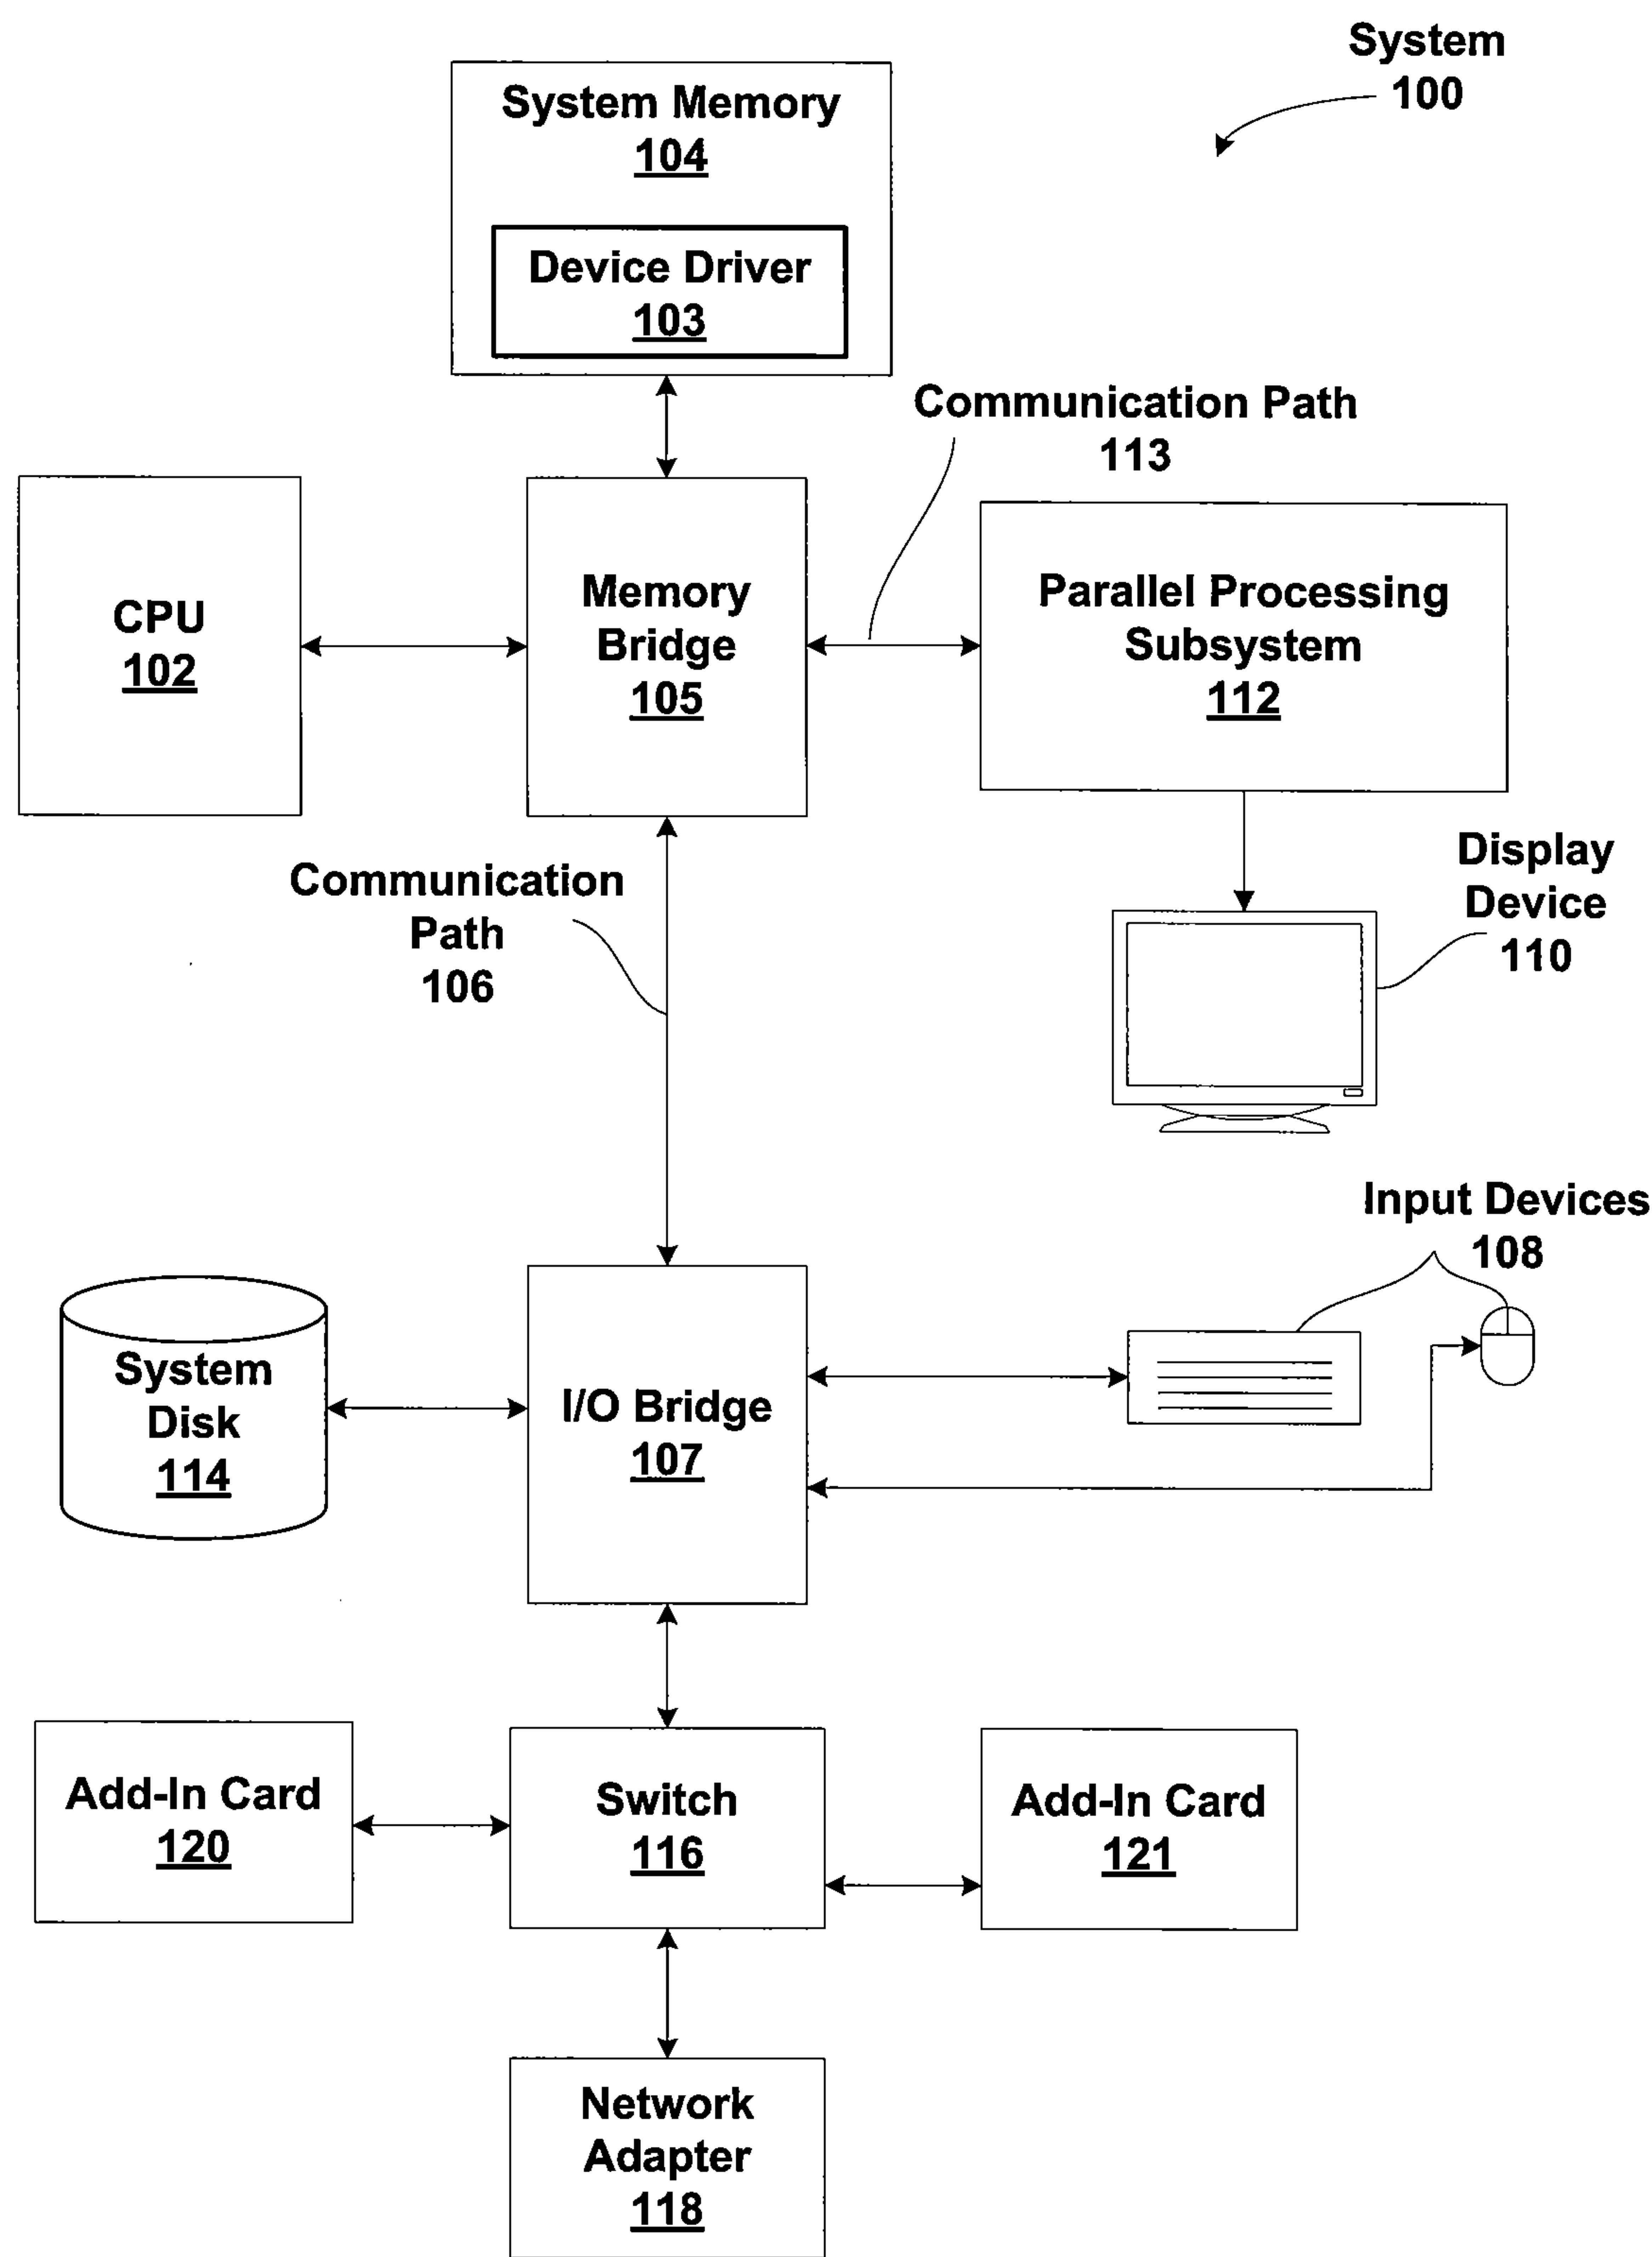 System
100
System Memory
104
Device Driver
103
Communication Path
113
CPU
102
Memory
Bridge
105
Parallel Processing
Subsystem
112
Communication
Path
106
Display
Device
110
Input Devices
108
System
Disk
114
I/O Bridge
107
Add-In Card
120
Switch
116
Add-In Card
121
Network
Adapter
118